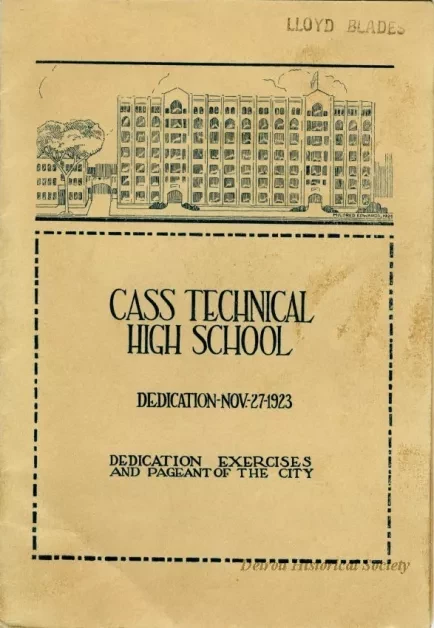 LLOYD BLADES
CASS TECHNICAL
HIGH SCHOOL
DEDICATION-NOV-27-1923
DEDICATION EXERCISES
AND PAGEANT OF THE CITY
Detroit Historical Society